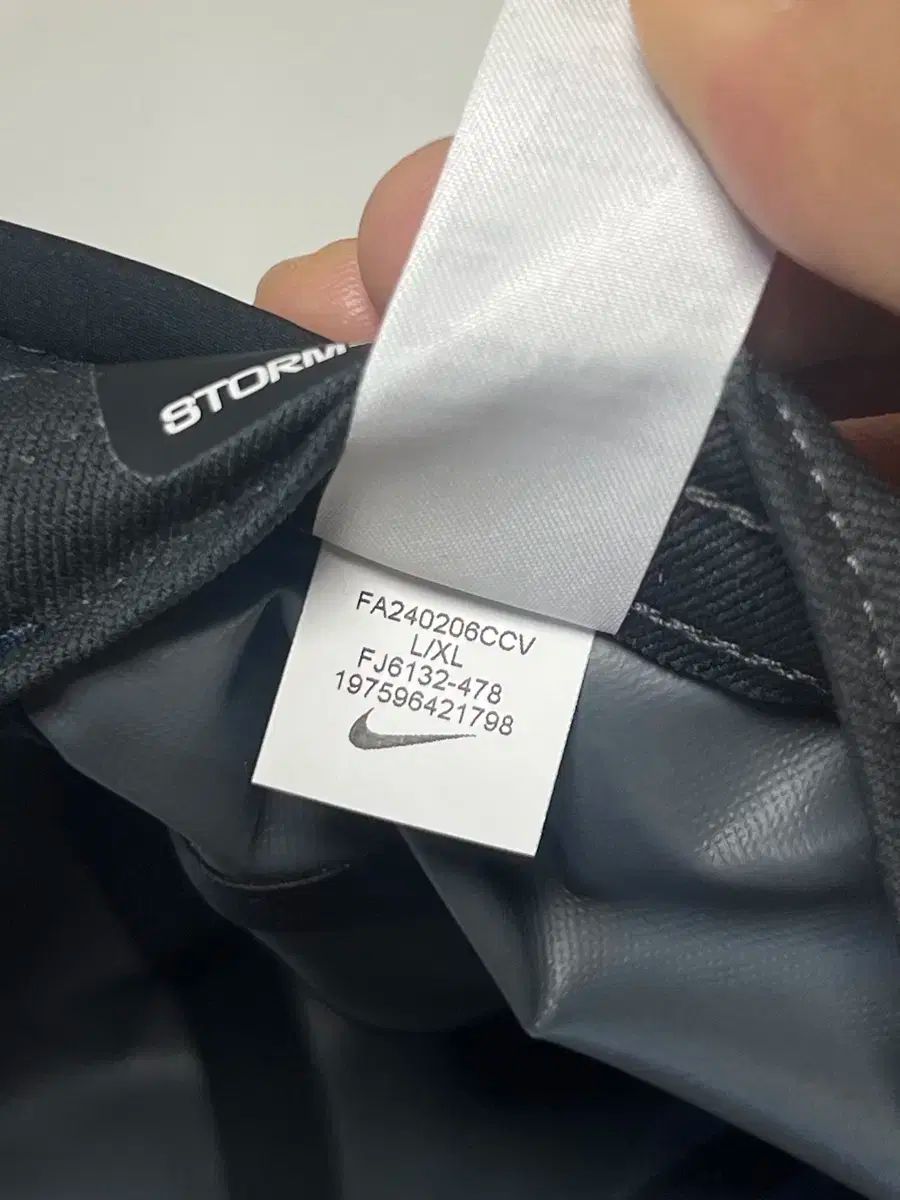 STORM
FA240206CCV
L/XL
FJ6132-478
197596421798